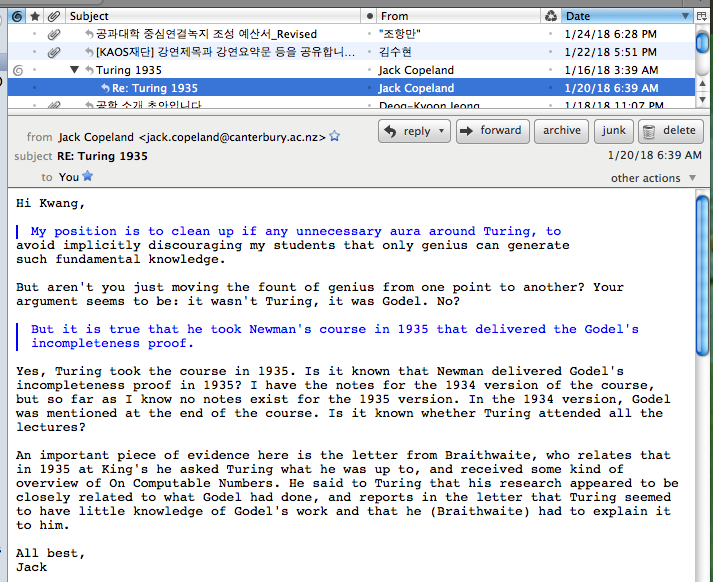 Subject From Date
공과대학 중심연결녹지 조성 예산서_Revised "조항만" 1/24/18 6:28 PM
[KAOS재단] 강연제목과 강연요약문 등을 공유합니... 김수현 1/22/18 5:51 PM
Turing 1935 Jack Copeland 1/16/18 3:39 AM
Re: Turing 1935 Jack Copeland 1/20/18 6:39 AM
공학 소개 초안입니다 Deog-Kyoon Jeong 1/18/18 11:07 PM
from Jack Copeland <jack.copeland@canterbury.ac.nz>
reply forward archive junk delete
subject RE: Turing 1935 1/20/18 6:39 AM
to You other actions
Hi Kwang,
My position is to clean up if any unnecessary aura around Turing, to
avoid implicitly discouraging my students that only genius can generate
such fundamental knowledge.
But aren't you just moving the fount of genius from one point to another? Your
argument seems to be: it wasn't Turing, it was Godel. No?
But it is true that he took Newman's course in 1935 that delivered the Godel's
incompleteness proof.
Yes, Turing took the course in 1935. Is it known that Newman delivered Godel's
incompleteness proof in 1935? I have the notes for the 1934 version of the course,
but so far as I know no notes exist for the 1935 version. In the 1934 version, Godel
was mentioned at the end of the course. Is it known whether Turing attended all the
lectures?
An important piece of evidence here is the letter from Braithwaite, who relates that
in 1935 at King's he asked Turing what he was up to, and received some kind of
overview of On Computable Numbers. He said to Turing that his research appeared to be
closely related to what Godel had done, and reports in the letter that Turing seemed
to have little knowledge of Godel's work and that he (Braithwaite) had to explain it
to him.
All best,
Jack